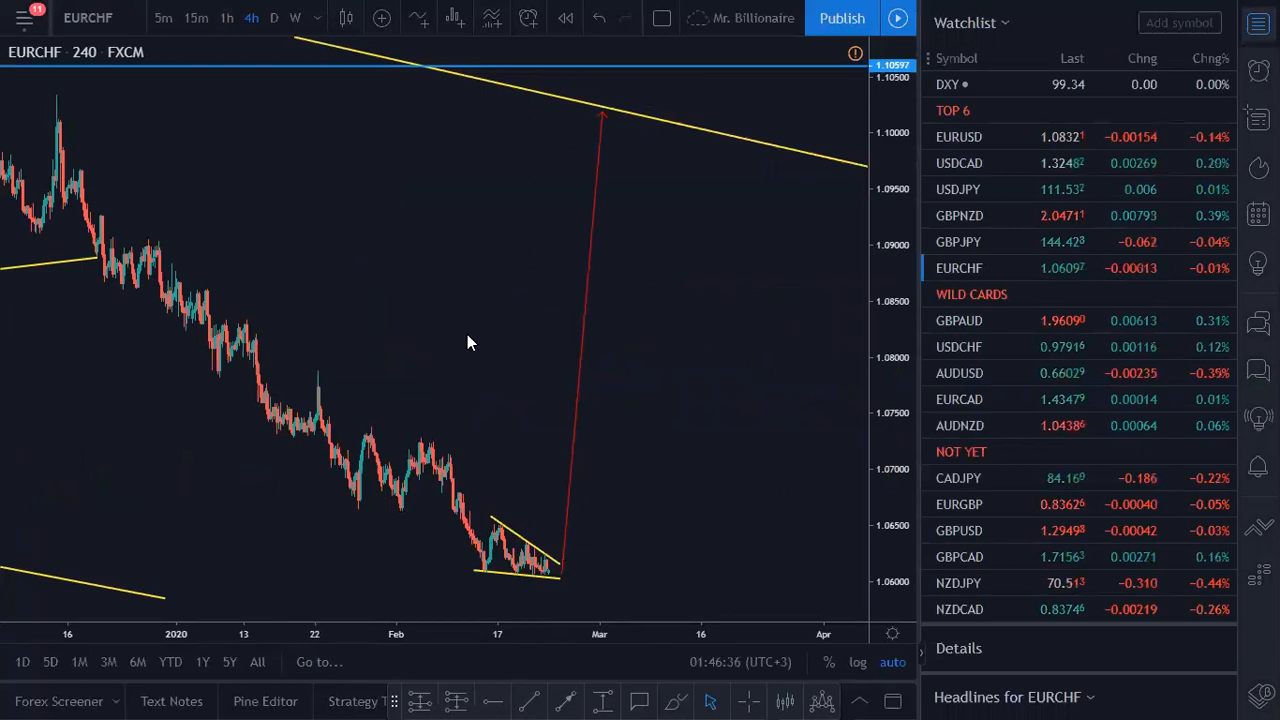 11
EURCHF 5m 15m 1h 4h D W Mr. Billionaire Publish
EURCHF · 240 · FXCM
1.10597
1.10500
1.10000
1.09500
1.09000
1.08500
1.08000
1.07500
1.07000
1.06500
1.06000
16 2020 13 22 Feb 17 Mar 16 Apr
1D 5D 1M 3M 6M YTD 1Y 5Y All Go to... 01:46:36 (UTC+3) % log auto
Forex Screener Text Notes Pine Editor Strategy T
Watchlist Add symbol
Symbol Last Chng Chng%
DXY 99.34 0.00 0.00%
TOP 6
EURUSD 1.08321 −0.00154 −0.14%
USDCAD 1.32482 0.00269 0.20%
USDJPY 111.532 0.006 0.01%
GBPNZD 2.04711 0.00793 0.39%
GBPJPY 144.423 −0.062 −0.04%
EURCHF 1.06097 −0.00013 −0.01%
WILD CARDS
GBPAUD 1.96090 0.00613 0.31%
USDCHF 0.97916 0.00116 0.12%
AUDUSD 0.66029 −0.00235 −0.35%
EURCAD 1.43479 0.00014 0.01%
AUDNZD 1.04386 0.00064 0.06%
NOT YET
CADJPY 84.169 −0.186 −0.22%
EURGBP 0.83626 −0.00040 −0.05%
GBPUSD 1.29498 −0.00042 −0.03%
GBPCAD 1.71563 0.00271 0.16%
NZDJPY 70.513 −0.310 −0.44%
NZDCAD 0.83746 −0.00219 −0.26%
Details
Headlines for EURCHF